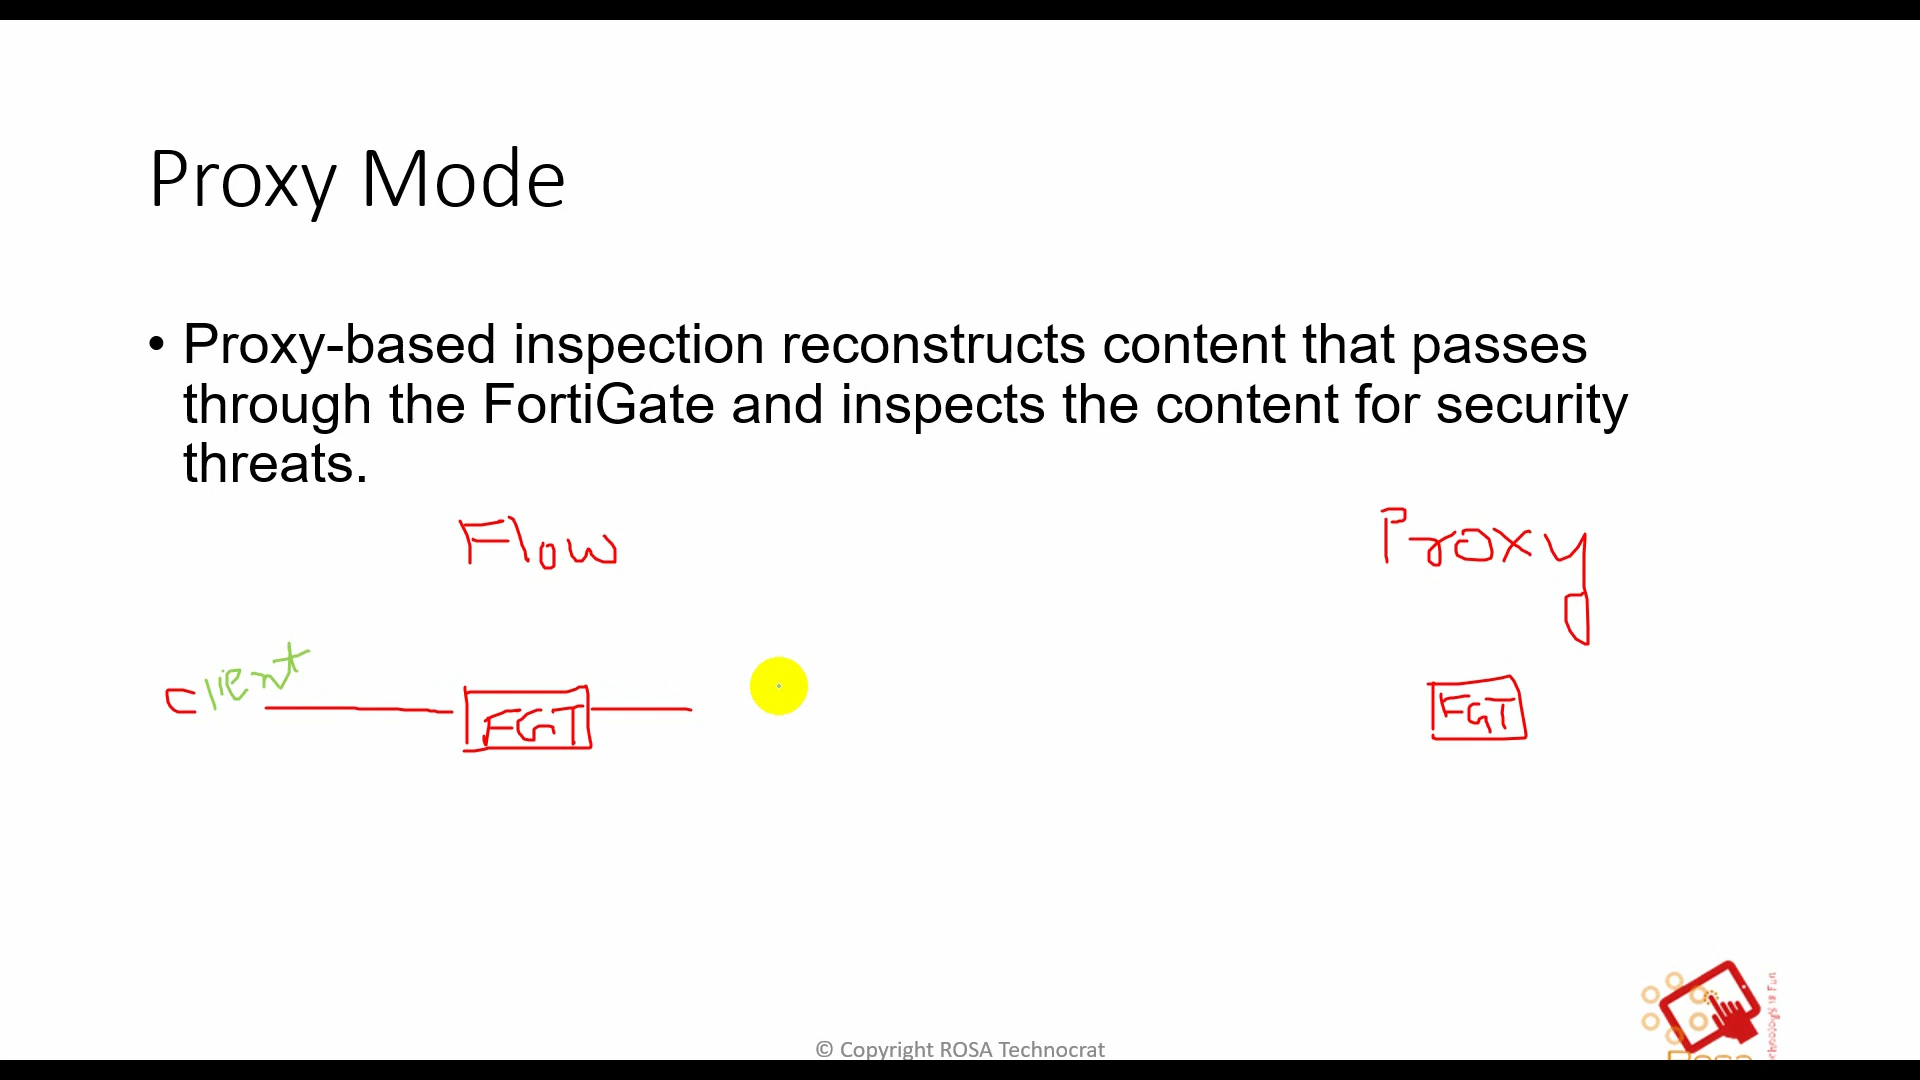 Proxy Mode
• Proxy-based inspection reconstructs content that passes
through the FortiGate and inspects the content for security
threats.
Flow
Proxy
Client
FGT
FGT
© Copyright ROSA Technocrat